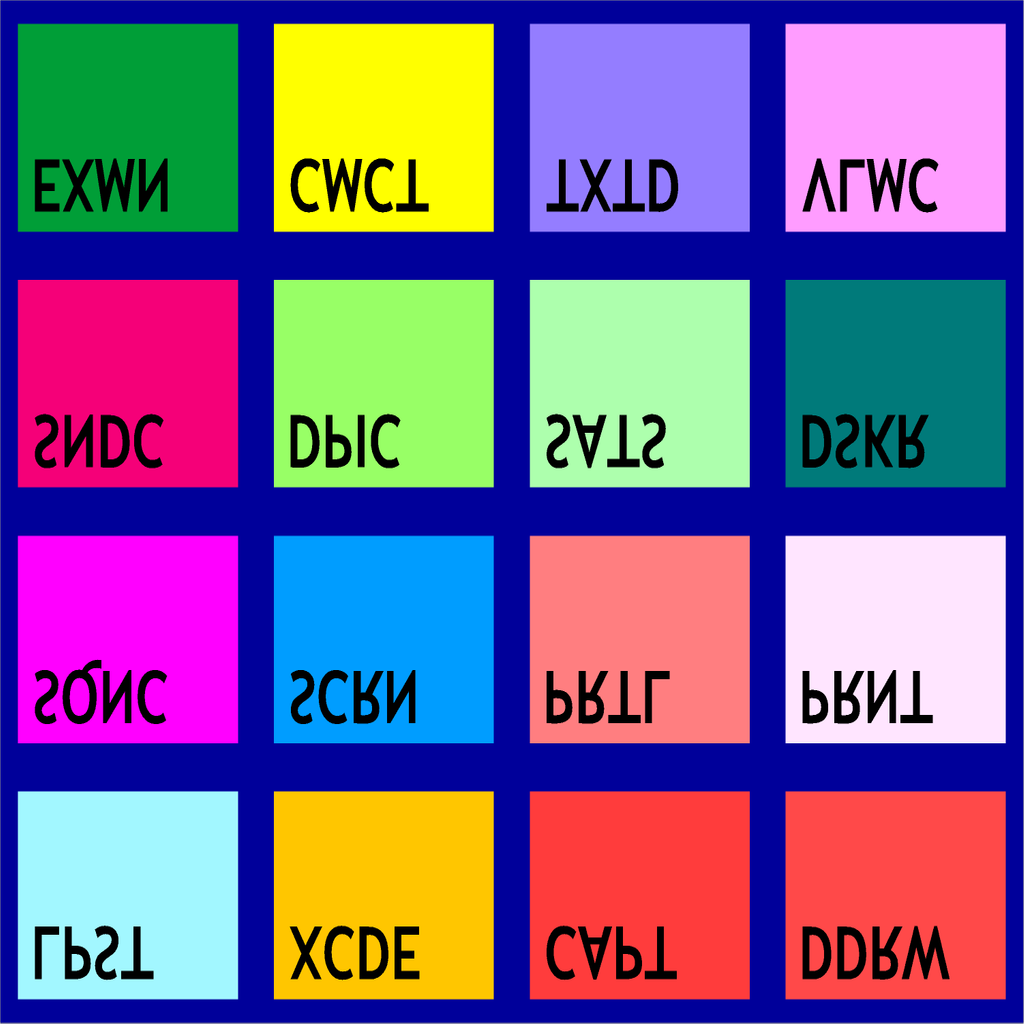 EXWN CWCT TXTD VLWC
SNDC DPIC SATS DSKR
SQNC SCRN PRTL PRNT
LPST XCDE CAPT DDRW